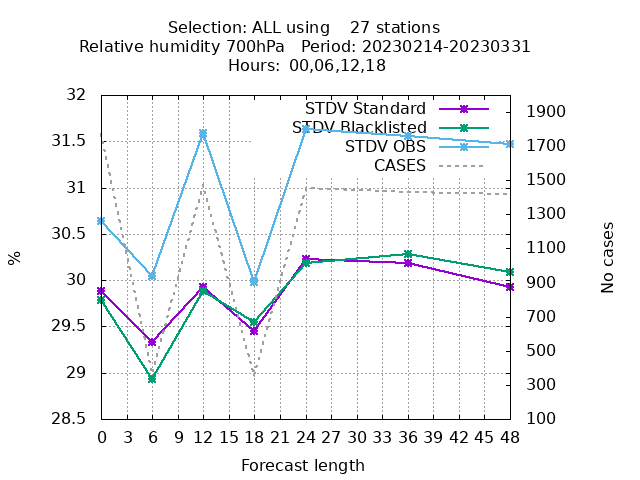 Selection: ALL using    27 stations
Relative humidity 700hPa   Period: 20230214-20230331
Hours: 00,06,12,18
STDV Standard
STDV Blacklisted
STDV OBS
CASES
32
31.5
31
30.5
30
29.5
29
28.5
%
1900
1700
1500
1300
1100
900
700
500
300
100
No cases
0 3 6 9 12 15 18 21 24 27 30 33 36 39 42 45 48
Forecast length